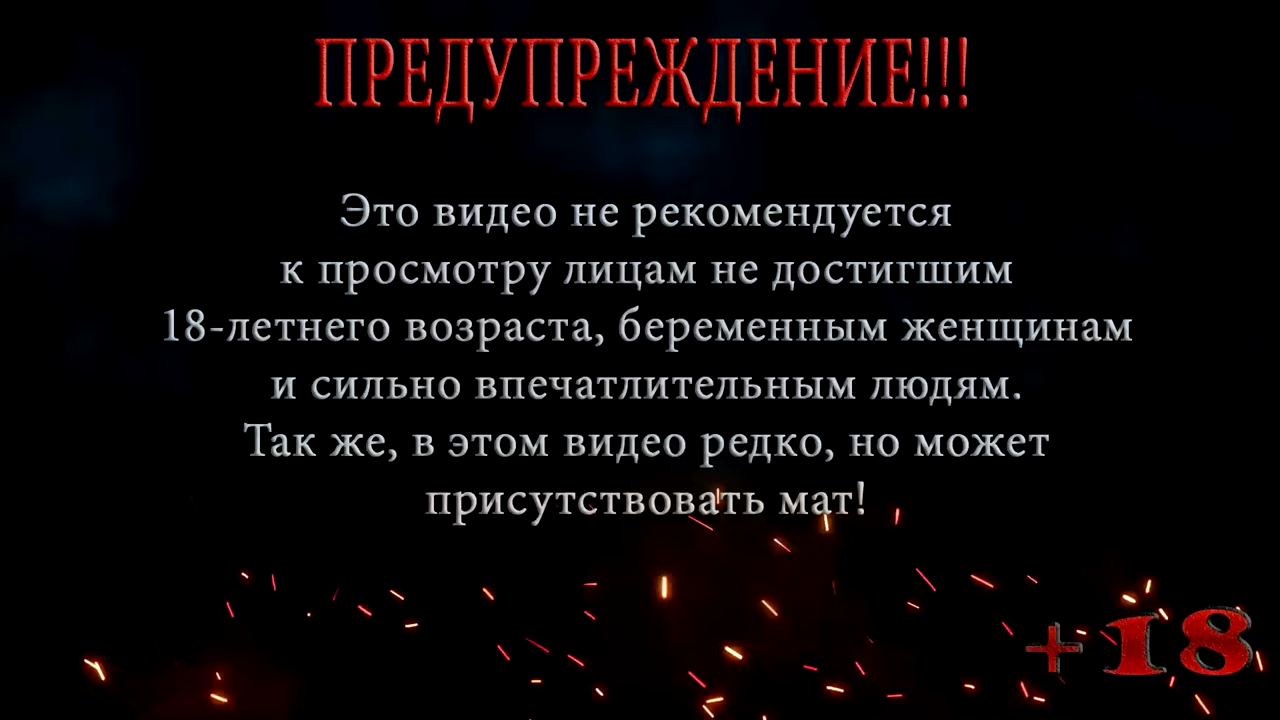 ПРЕДУПРЕЖДЕНИЕ!!!
Это видео не рекомендуется
к просмотру лицам не достигшим
18-летнего возраста, беременным женщинам
и сильно впечатлительным людям.
Так же, в этом видео редко, но может
присутствовать мат!
+18